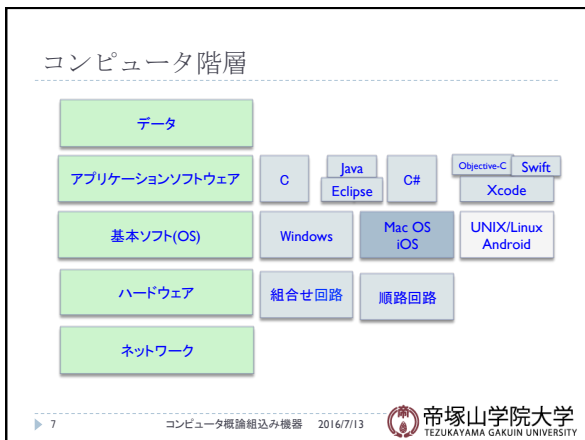 コンピュータ階層
データ
アプリケーションソフトウェア
C
Java
Eclipse
C#
Objective-C
Swift
Xcode
基本ソフト(OS)
Windows
Mac OS
iOS
UNIX/Linux
Android
ハードウェア
組合せ回路
順路回路
ネットワーク
7 コンピュータ概論組込み機器 2016/7/13
帝塚山学院大学
TEZUKAYAMA GAKUIN UNIVERSITY